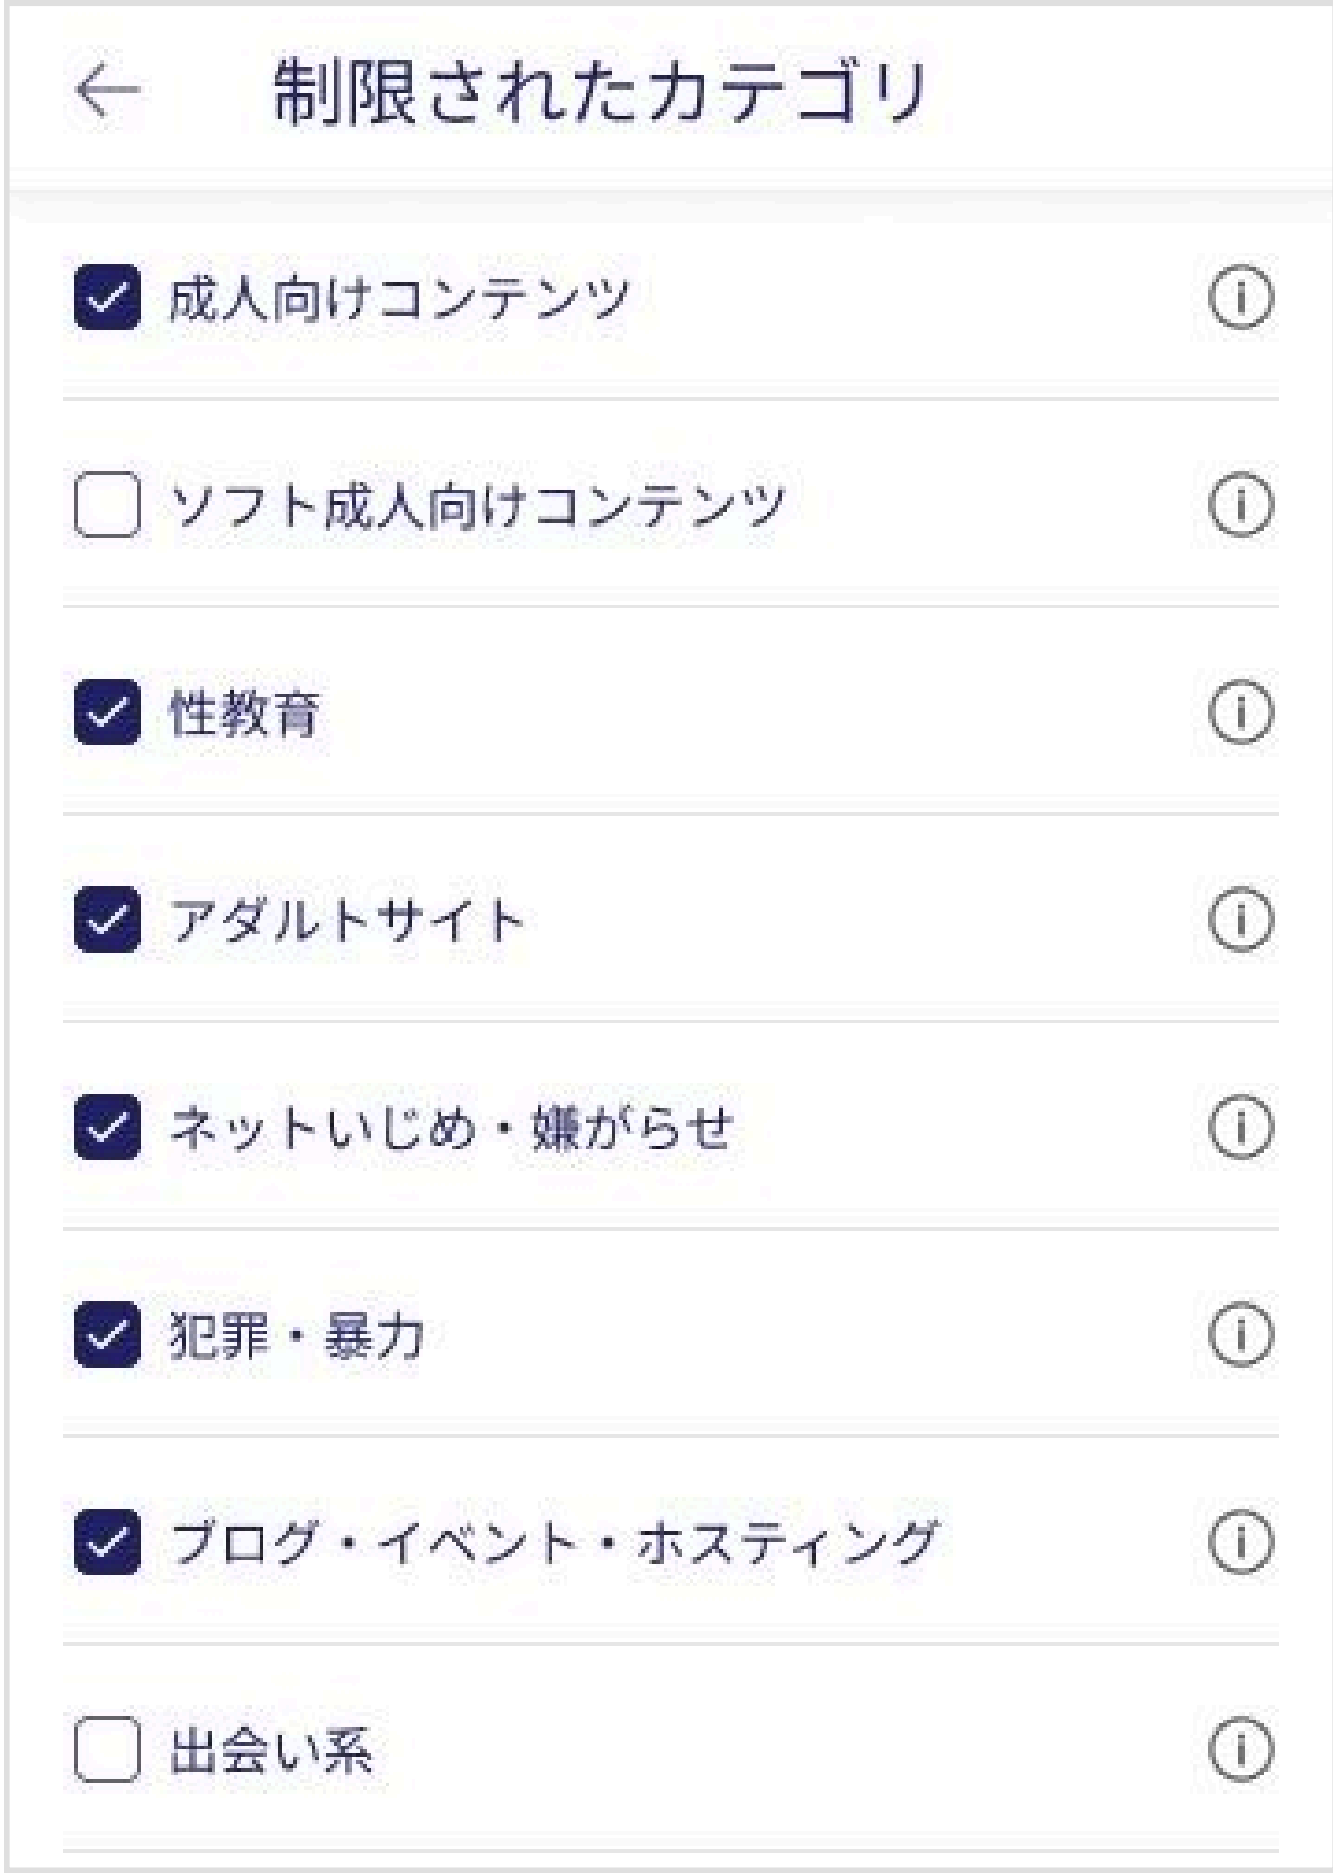 制限されたカテゴリ
成人向けコンテンツ
ソフト成人向けコンテンツ
性教育
アダルトサイト
ネットいじめ・嫌がらせ
犯罪・暴力
ブログ・イベント・ホスティング
出会い系